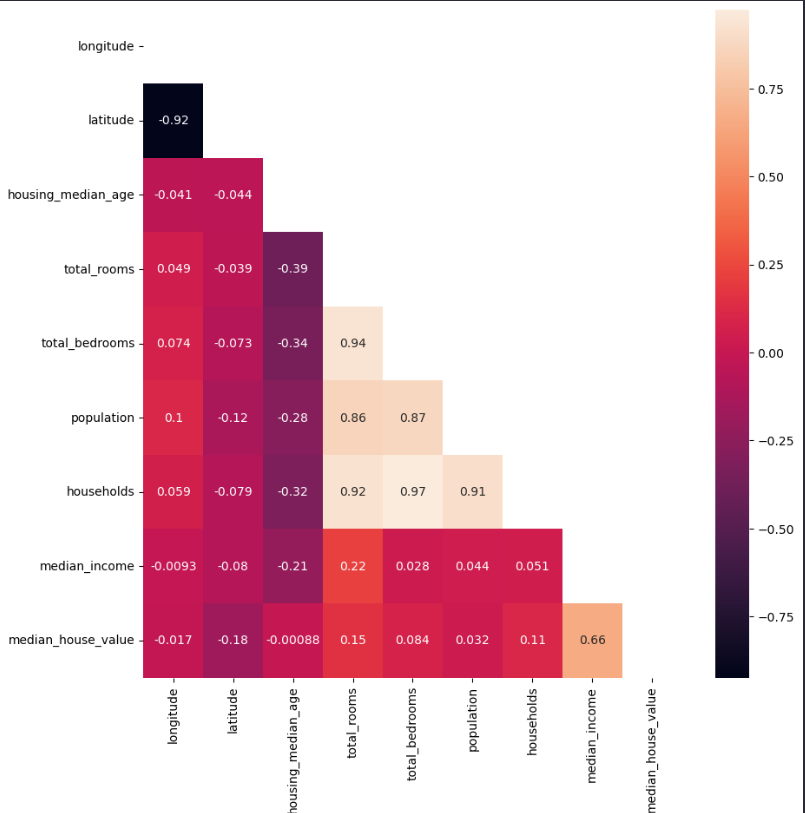 longitude
latitude -0.92
housing_median_age -0.041 -0.044
total_rooms 0.049 -0.039 -0.39
total_bedrooms 0.074 -0.073 -0.34 0.94
population 0.1 -0.12 -0.28 0.86 0.87
households 0.059 -0.079 -0.32 0.92 0.97 0.91
median_income -0.0093 -0.08 -0.21 0.22 0.028 0.044 0.051
median_house_value -0.017 -0.18 -0.00088 0.15 0.084 0.032 0.11 0.66
longitude
latitude
housing_median_age
total_rooms
total_bedrooms
population
households
median_income
median_house_value
0.75
0.50
0.25
0.00
−0.25
−0.50
−0.75